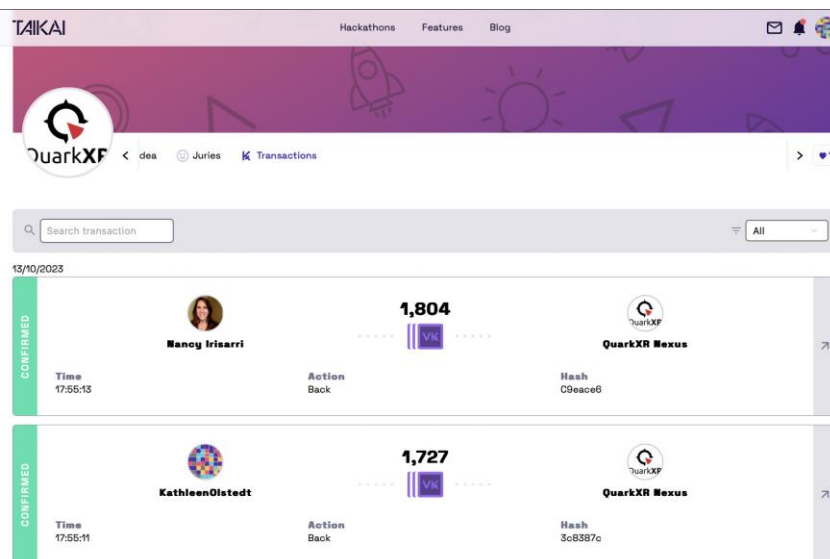 TAIKAI
Hackathons Features Blog
QuarkXR
dea Juries Transactions
Search transaction
All
13/10/2023
CONFIRMED
1,804
VK
QuarkXR
Nancy Irisarri
QuarkXR Nexus
Time Action Hash
17:55:13 Back C9eace6
CONFIRMED
1,727
VK
QuarkXR
KathleenOlstedt
QuarkXR Nexus
Time Action Hash
17:55:11 Back 3c8387c